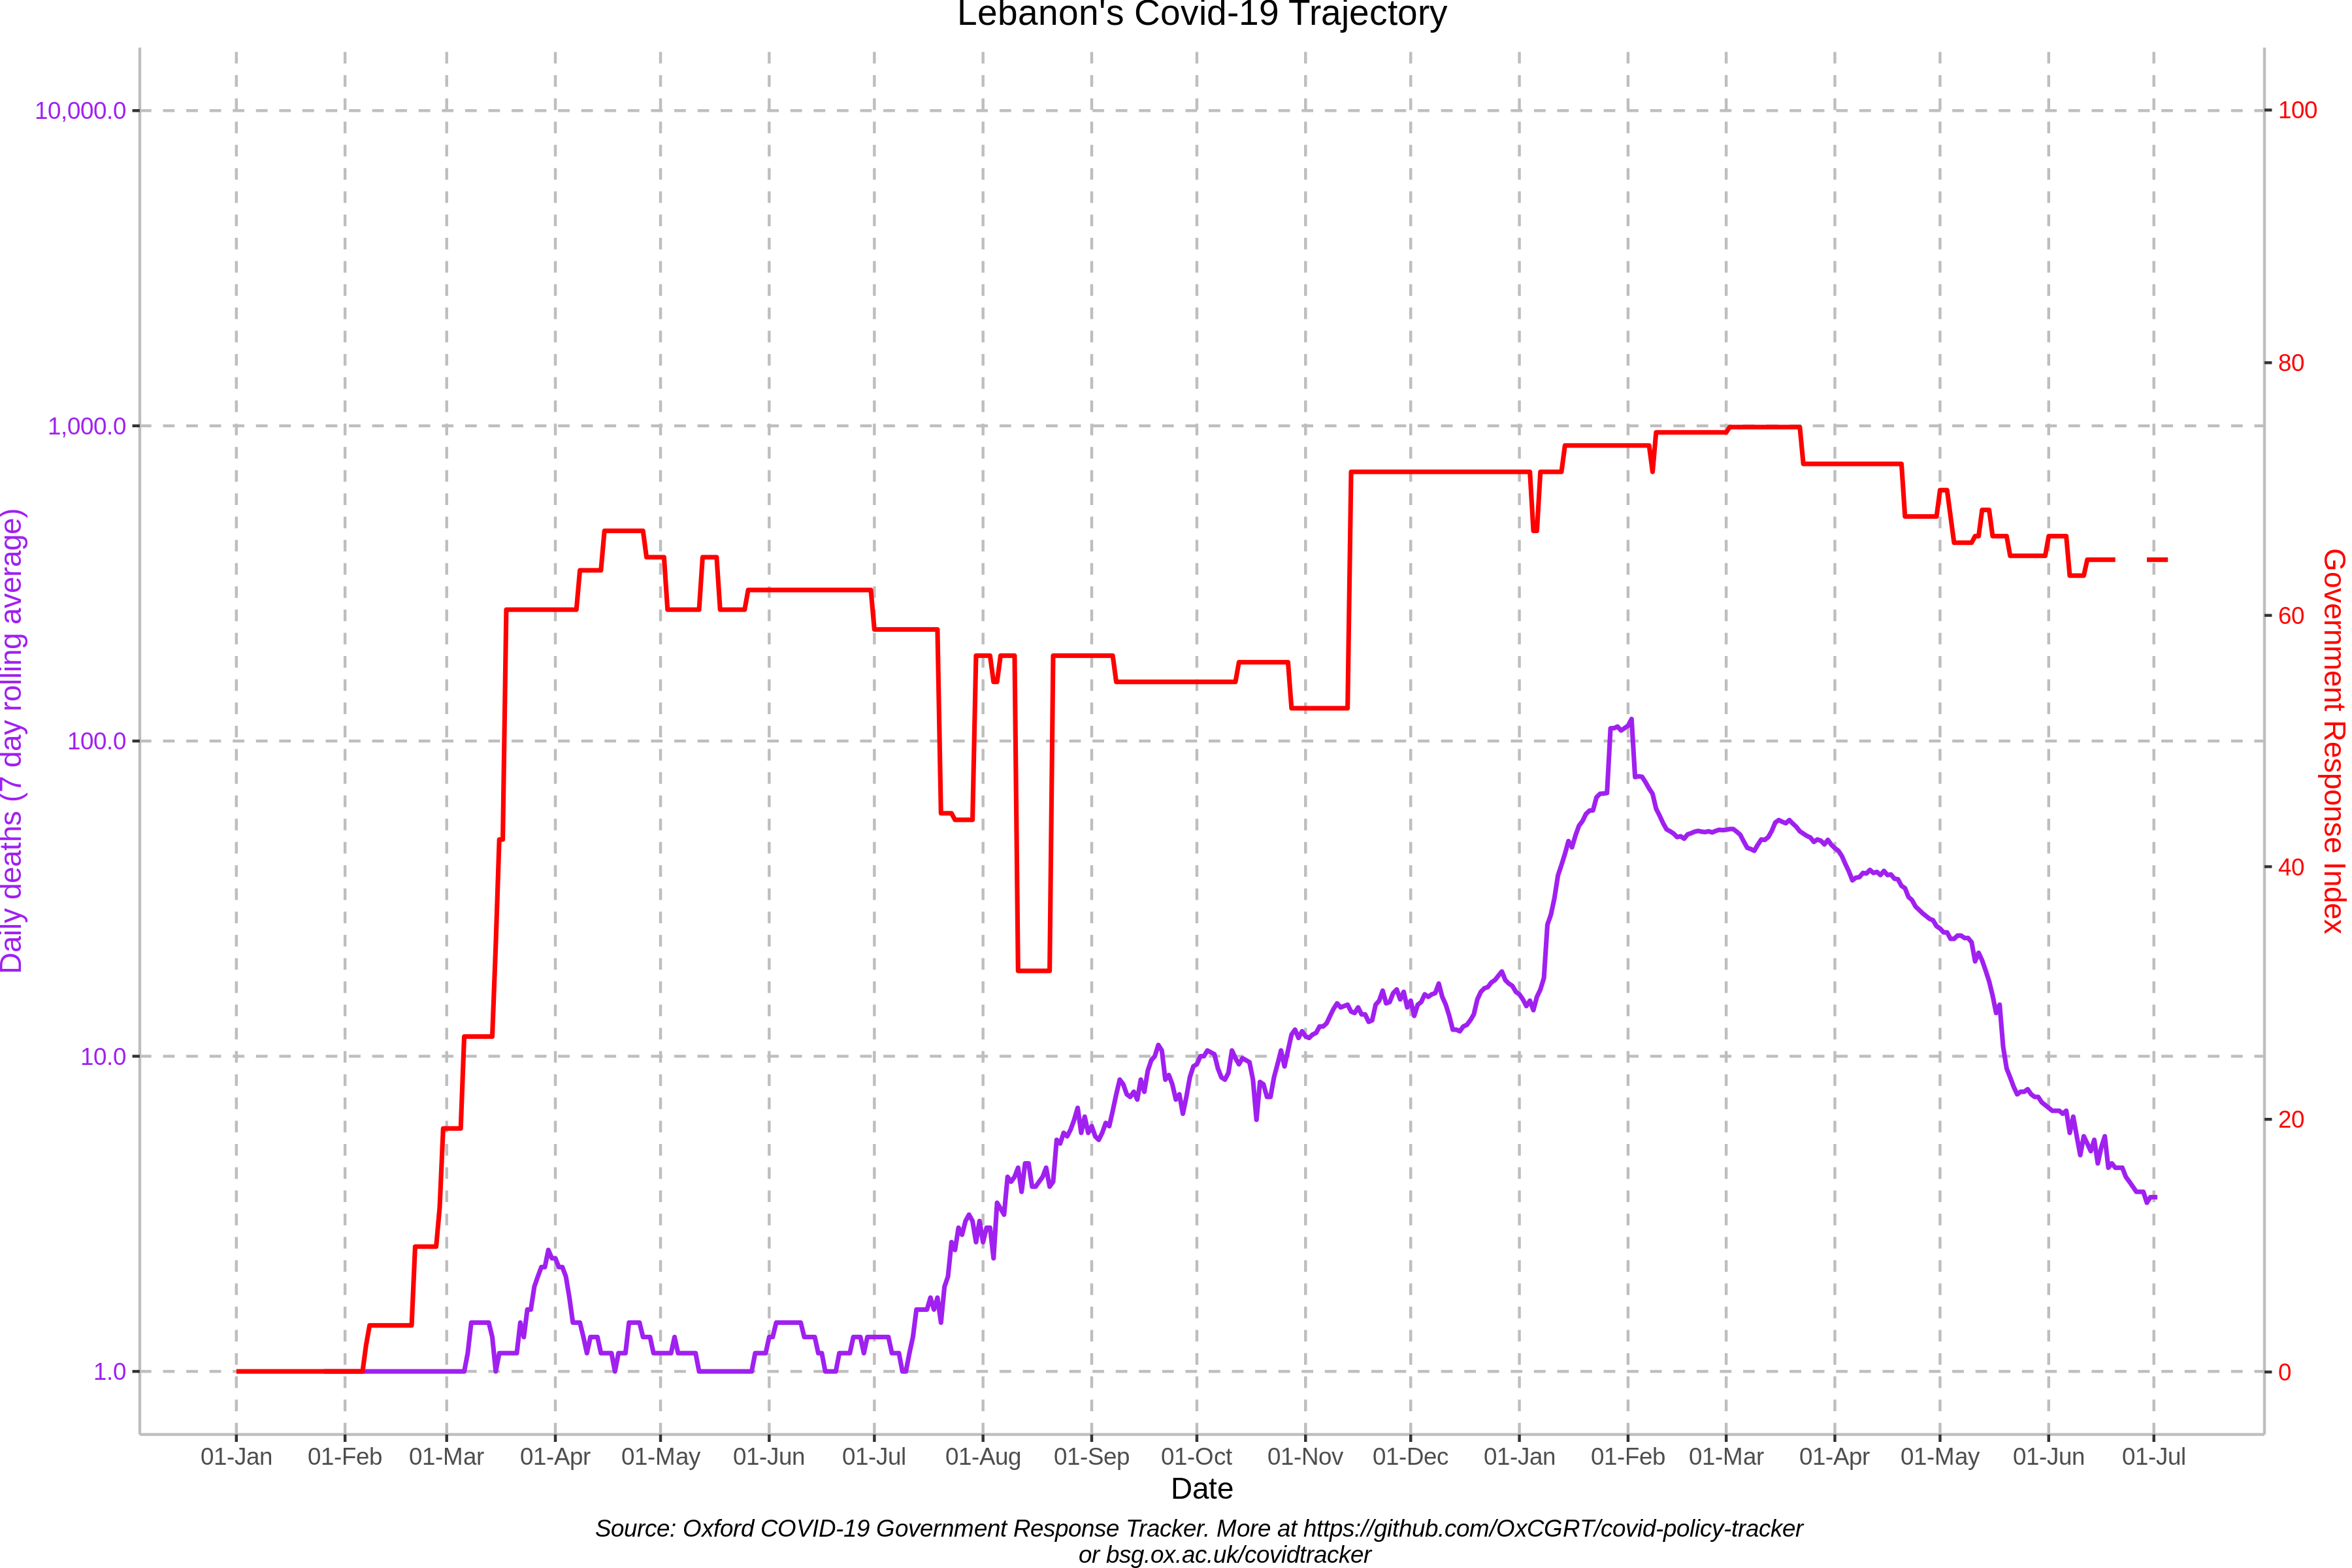 Lebanon's Covid-19 Trajectory
10,000.0
1,000.0
100.0
10.0
1.0
Daily deaths (7 day rolling average)
100
80
60
40
20
0
Government Response Index
01-Jan 01-Feb 01-Mar 01-Apr 01-May 01-Jun 01-Jul 01-Aug 01-Sep 01-Oct 01-Nov 01-Dec 01-Jan 01-Feb 01-Mar 01-Apr 01-May 01-Jun 01-Jul
Date
Source: Oxford COVID-19 Government Response Tracker. More at https://github.com/OxCGRT/covid-policy-tracker
or bsg.ox.ac.uk/covidtracker